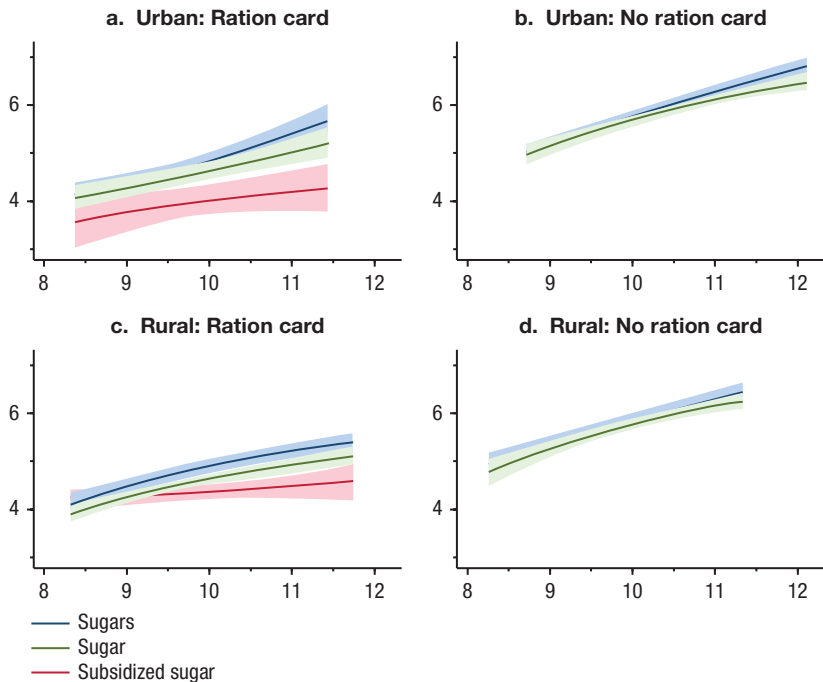 a. Urban: Ration card
b. Urban: No ration card
6
4
8 9 10 11 12
6
4
8 9 10 11 12
c. Rural: Ration card
d. Rural: No ration card
6
4
8 9 10 11 12
6
4
8 9 10 11 12
Sugars
Sugar
Subsidized sugar